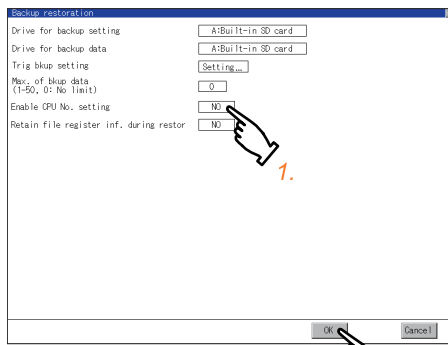 Backup restoration
Drive for backup setting A:Built-in SD card
Drive for backup data A:Built-in SD card
Trig bkup setting Setting...
Max. of bkup data
(1-50, 0: No limit) 0
Enable CPU No. setting NO
Retain file register inf. during restor NO
1.
OK Cancel